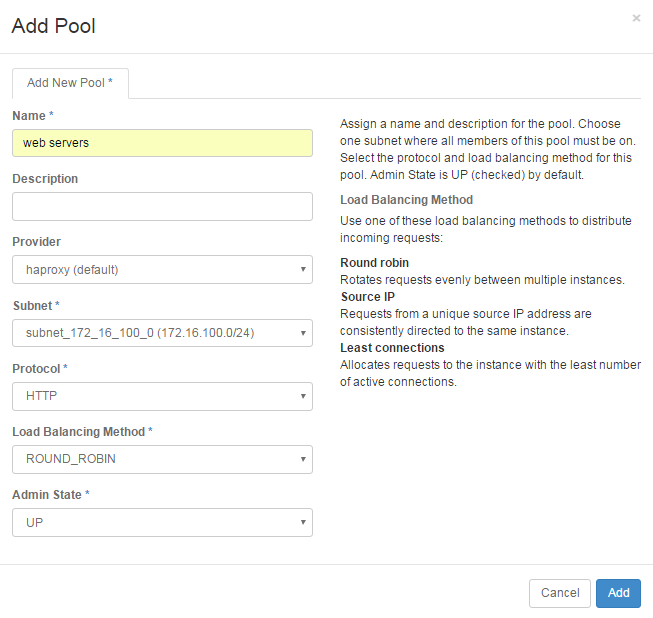 Add Pool
×
Add New Pool *
Name *
web servers
Description
Provider
haproxy (default)
Subnet *
subnet_172_16_100_0 (172.16.100.0/24)
Protocol *
HTTP
Load Balancing Method *
ROUND_ROBIN
Admin State *
UP
Assign a name and description for the pool. Choose
one subnet where all members of this pool must be on.
Select the protocol and load balancing method for this
pool. Admin State is UP (checked) by default.
Load Balancing Method
Use one of these load balancing methods to distribute
incoming requests:
Round robin
Rotates requests evenly between multiple instances.
Source IP
Requests from a unique source IP address are
consistently directed to the same instance.
Least connections
Allocates requests to the instance with the least number
of active connections.
Cancel
Add